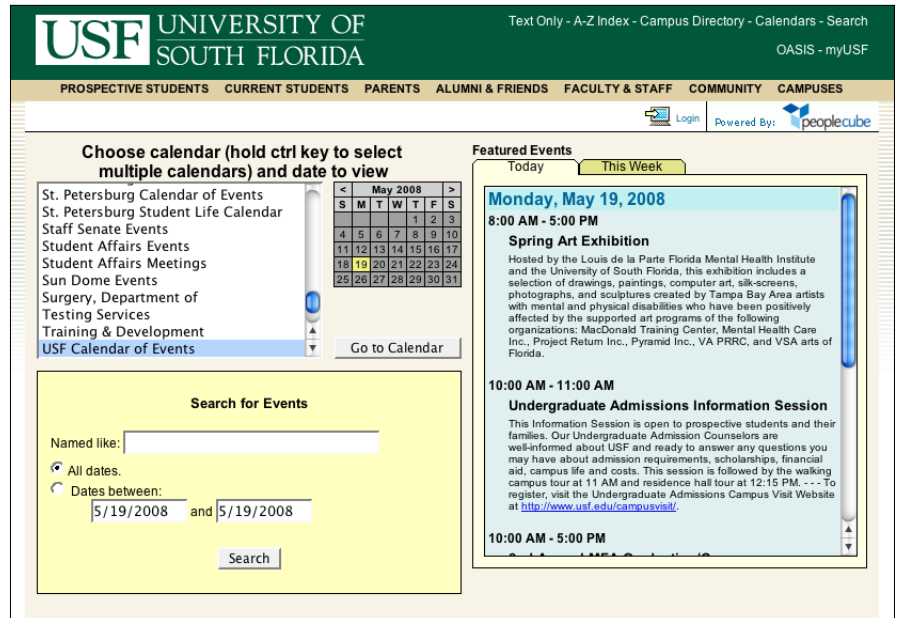 USF UNIVERSITY OF
SOUTH FLORIDA
Text Only - A-Z Index - Campus Directory - Calendars - Search
OASIS - myUSF
PROSPECTIVE STUDENTS CURRENT STUDENTS PARENTS ALUMNI & FRIENDS FACULTY & STAFF COMMUNITY CAMPUSES
Login Powered By: peoplecube
Choose calendar (hold ctrl key to select
multiple calendars) and date to view
St. Petersburg Calendar of Events
St. Petersburg Student Life Calendar
Staff Senate Events
Student Affairs Events
Student Affairs Meetings
Sun Dome Events
Surgery, Department of
Testing Services
Training & Development
USF Calendar of Events
< May 2008 >
S M T W T F S
1 2 3
4 5 6 7 8 9 10
11 12 13 14 15 16 17
18 19 20 21 22 23 24
25 26 27 28 29 30 31
Go to Calendar
Search for Events
Named like:
All dates.
Dates between:
5/19/2008 and 5/19/2008
Search
Featured Events
Today This Week
Monday, May 19, 2008
8:00 AM - 5:00 PM
Spring Art Exhibition
Hosted by the Louis de la Parte Florida Mental Health Institute
and the University of South Florida, this exhibition includes a
selection of drawings, paintings, computer art, silk-screens,
photographs, and sculptures created by Tampa Bay Area artists
with mental and physical disabilities who have been positively
affected by the supported art programs of the following
organizations: MacDonald Training Center, Mental Health Care
Inc., Project Return Inc., Pyramid Inc., VA PRRC, and VSA arts of
Florida.
10:00 AM - 11:00 AM
Undergraduate Admissions Information Session
This Information Session is open to prospective students and their
families. Our Undergraduate Admission Counselors are
well-informed about USF and ready to answer any questions you
may have about admission requirements, scholarships, financial
aid, campus life and costs. This session is followed by the walking
campus tour at 11 AM and residence hall tour at 12:15 PM. - - - To
register, visit the Undergraduate Admissions Campus Visit Website
at http://www.usf.edu/campusvisit/.
10:00 AM - 5:00 PM